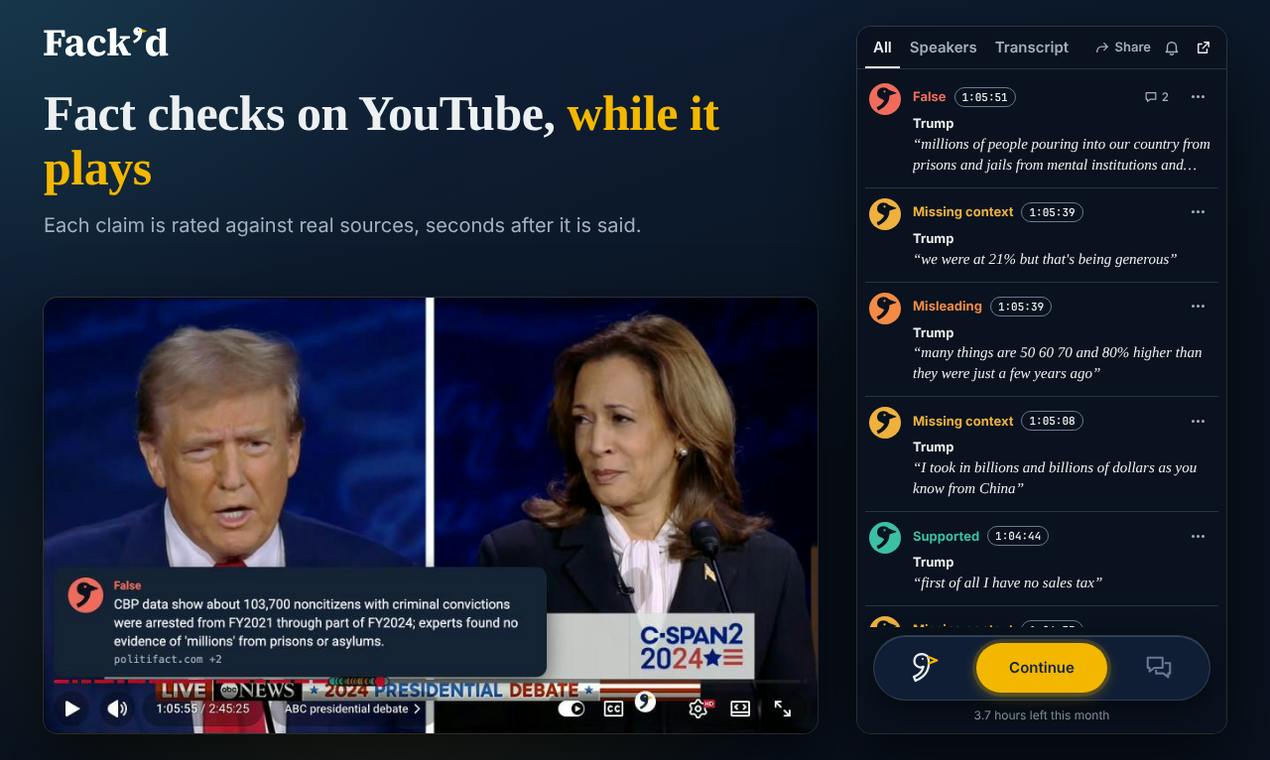 Fack’d
Fact checks on YouTube, while it
plays
Each claim is rated against real sources, seconds after it is said.
False
CBP data show about 103,700 noncitizens with criminal convictions
were arrested from FY2021 through part of FY2024; experts found no
evidence of 'millions' from prisons or asylums.
politifact.com +2
C-SPAN2
2024
LIVE abc NEWS 2024 PRESIDENTIAL DEBATE
1:05:55 / 2:45:25 ABC presidential debate
CC
HD
All Speakers Transcript Share
False 1:05:51 2
Trump
“millions of people pouring into our country from
prisons and jails from mental institutions and…
Missing context 1:05:39
Trump
“we were at 21% but that's being generous”
Misleading 1:05:39
Trump
“many things are 50 60 70 and 80% higher than
they were just a few years ago”
Missing context 1:05:08
Trump
“I took in billions and billions of dollars as you
know from China”
Supported 1:04:44
Trump
“first of all I have no sales tax”
Continue
3.7 hours left this month